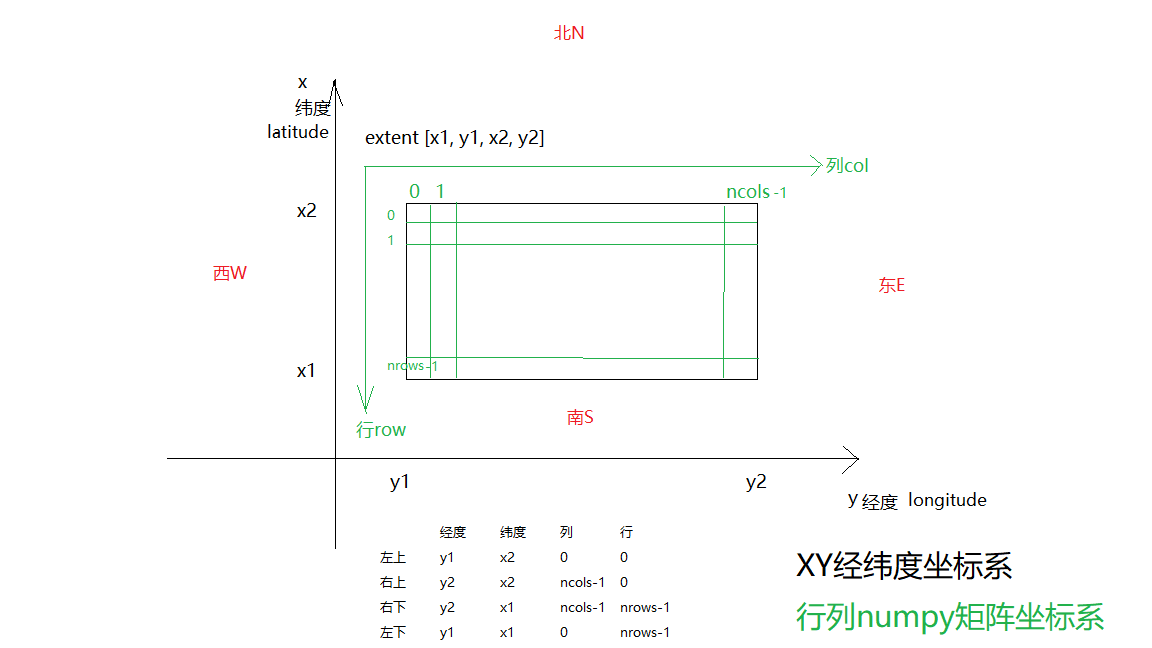 北N
x
纬度
latitude
extent [x1, y1, x2, y2]
列col
0 1 ncols -1
x2
0
1
西W
东E
x1
nrows-1
南S
行row
y1 y2
y 经度 longitude
经度 纬度 列 行
左上 y1 x2 0 0
右上 y2 x2 ncols-1 0
右下 y2 x1 ncols-1 nrows-1
左下 y1 x1 0 nrows-1
XY经纬度坐标系
行列numpy矩阵坐标系